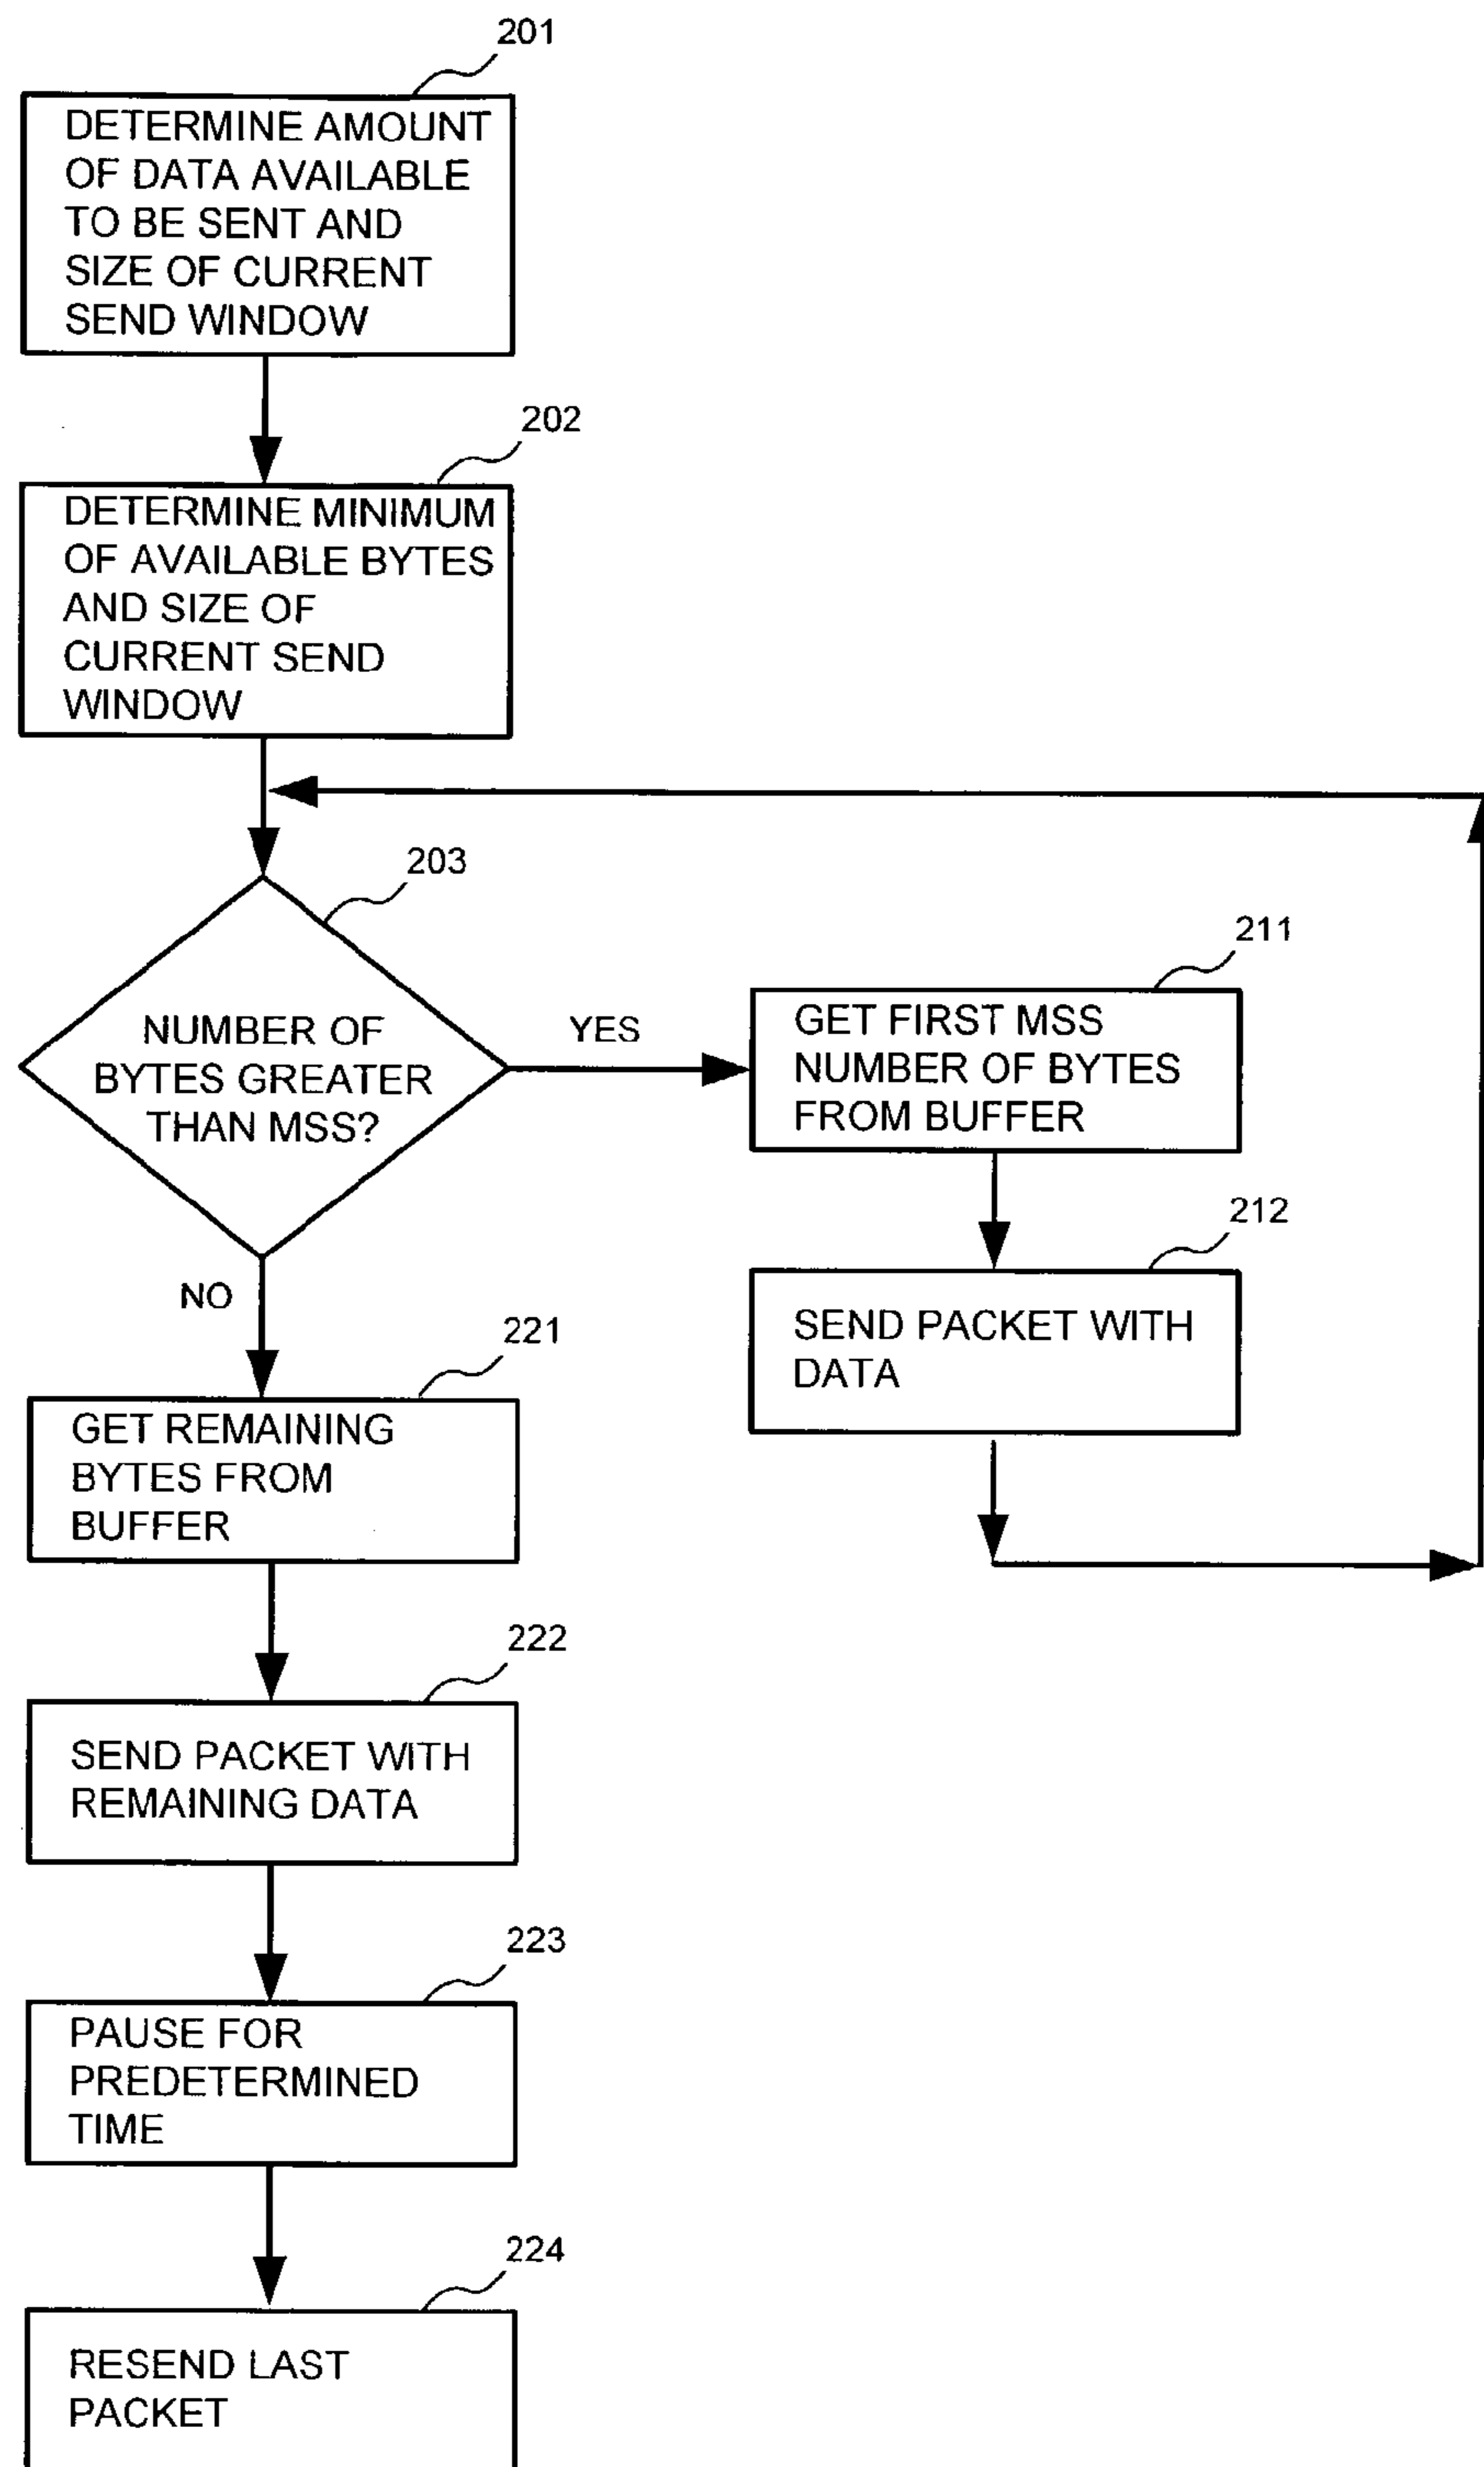 201
DETERMINE AMOUNT
OF DATA AVAILABLE
TO BE SENT AND
SIZE OF CURRENT
SEND WINDOW
202
DETERMINE MINIMUM
OF AVAILABLE BYTES
AND SIZE OF
CURRENT SEND
WINDOW
203
NUMBER OF
BYTES GREATER
THAN MSS?
YES
211
GET FIRST MSS
NUMBER OF BYTES
FROM BUFFER
212
SEND PACKET WITH
DATA
NO
221
GET REMAINING
BYTES FROM
BUFFER
222
SEND PACKET WITH
REMAINING DATA
223
PAUSE FOR
PREDETERMINED
TIME
224
RESEND LAST
PACKET